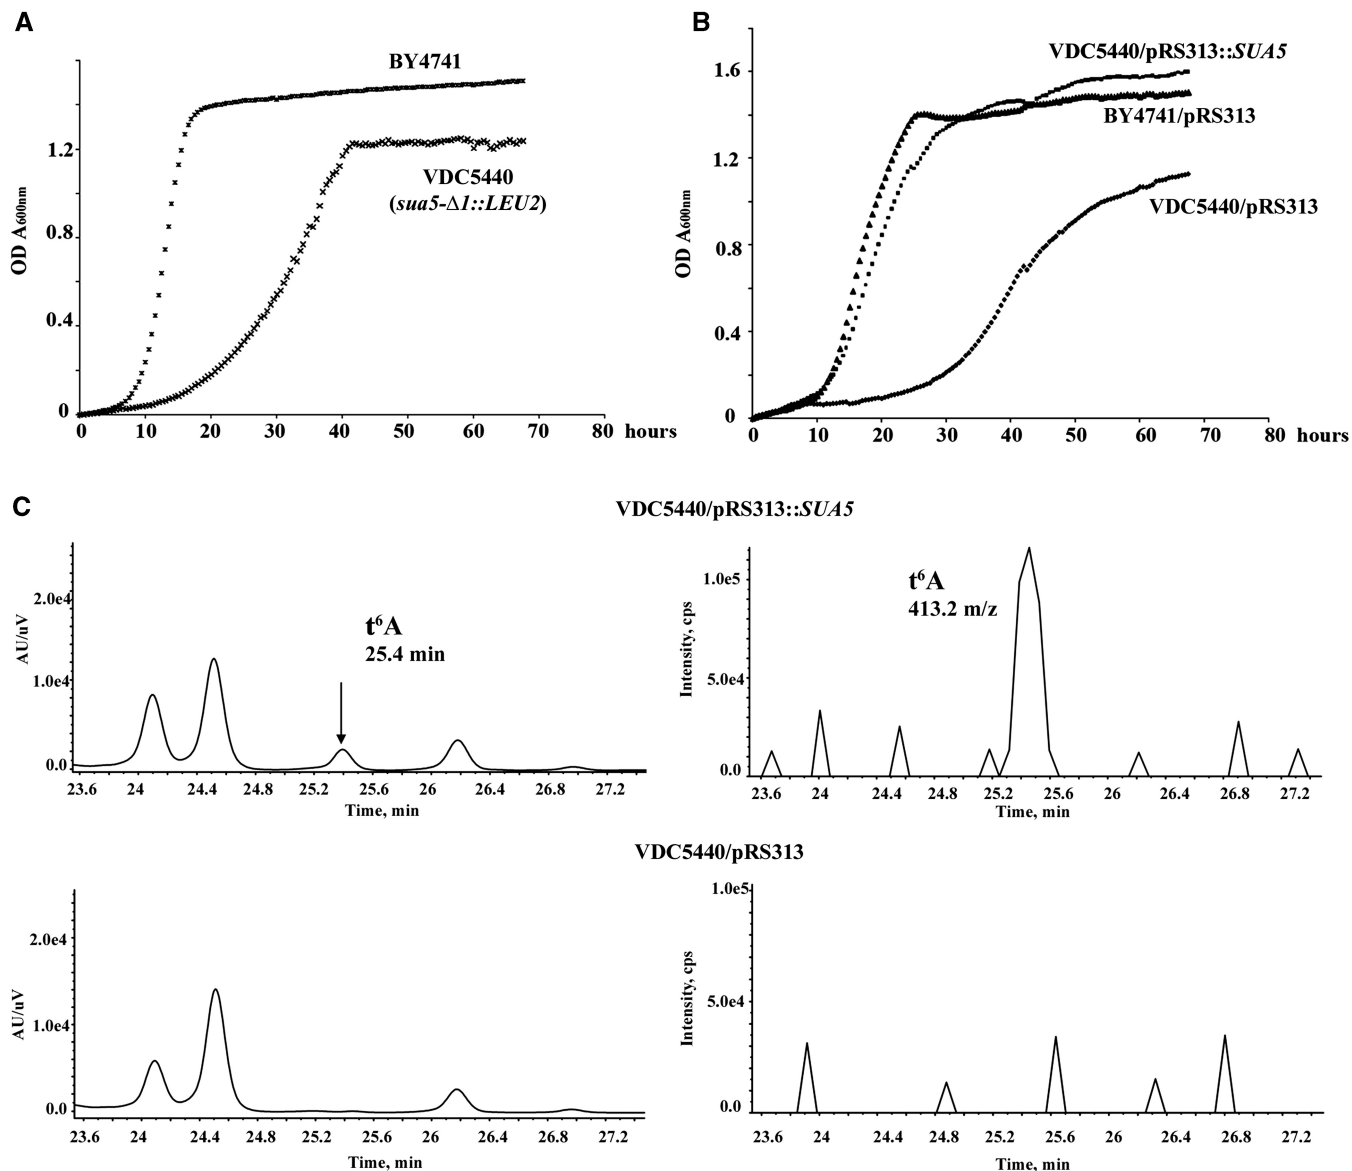 A
OD A600nm
1.2
0.8
0.4
0
BY4741
VDC5440
(sua5-Δ1::LEU2)
0 10 20 30 40 50 60 70 80 hours
B
OD A600nm
1.6
1.2
0.8
0.4
0
VDC5440/pRS313::SUA5
BY4741/pRS313
VDC5440/pRS313
0 10 20 30 40 50 60 70 80 hours
C
VDC5440/pRS313::SUA5
AU/uV
2.0e4
1.0e4
0.0
t⁶A
25.4 min
23.6 24 24.4 24.8 25.2 25.6 26 26.4 26.8 27.2
Time, min
Intensity, cps
1.0e5
5.0e4
0.0
t⁶A
413.2 m/z
23.6 24 24.4 24.8 25.2 25.6 26 26.4 26.8 27.2
Time, min
VDC5440/pRS313
AU/uV
2.0e4
1.0e4
0.0
23.6 24 24.4 24.8 25.2 25.6 26 26.4 26.8 27.2
Time, min
Intensity, cps
1.0e5
5.0e4
0.0
23.6 24 24.4 24.8 25.2 25.6 26 26.4 26.8 27.2
Time, min